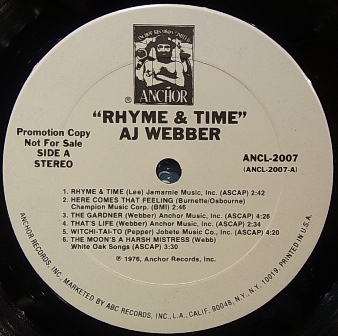 ANCHOR RECORDS LIMITED
® ANCHOR
"RHYME & TIME"
AJ WEBBER
Promotion Copy
Not For Sale
SIDE A
STEREO
ANCL-2007
(ANCL-2007-A)
1. RHYME & TIME (Lee) Jamarnie Music, Inc. (ASCAP) 2:42
2. HERE COMES THAT FEELING (Burnette/Osbourne)
Champion Music Corp. (BMI) 2:46
3. THE GARDNER (Webber) Anchor Music, Inc. (ASCAP) 4:26
4. THAT'S LIFE (Webber) Anchor Music, Inc. (ASCAP) 2:34
5. WITCHI-TAI-TO (Pepper) Jobete Music Co., Inc. (ASCAP) 4:20
6. THE MOON'S A HARSH MISTRESS (Webb)
White Oak Songs (ASCAP) 3:30
℗ 1976, Anchor Records, Inc.
ANCHOR RECORDS, INC. MARKETED BY ABC RECORDS, INC., L.A., CALIF. 90048, N.Y., N.Y. 10019. PRINTED IN U.S.A.